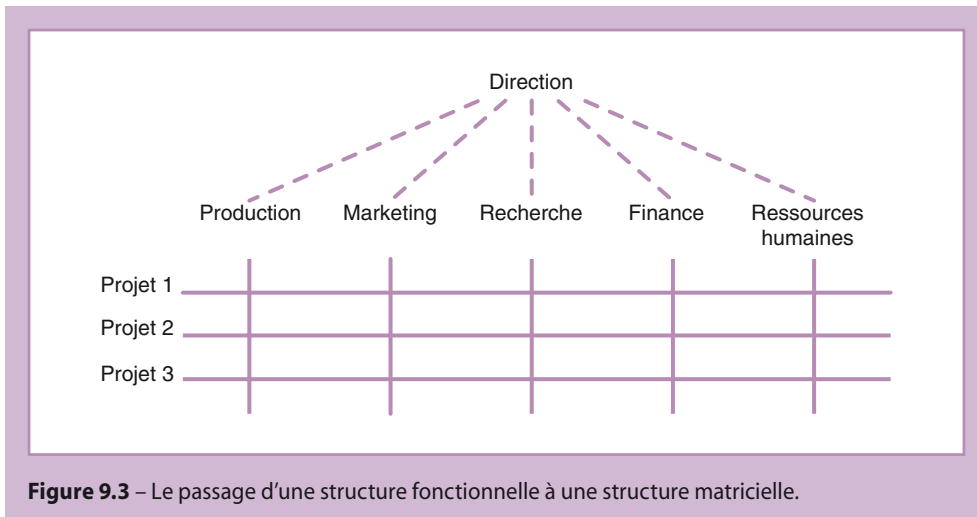 Direction
Production Marketing Recherche Finance Ressources
humaines
Projet 1
Projet 2
Projet 3
Figure 9.3 – Le passage d’une structure fonctionnelle à une structure matricielle.